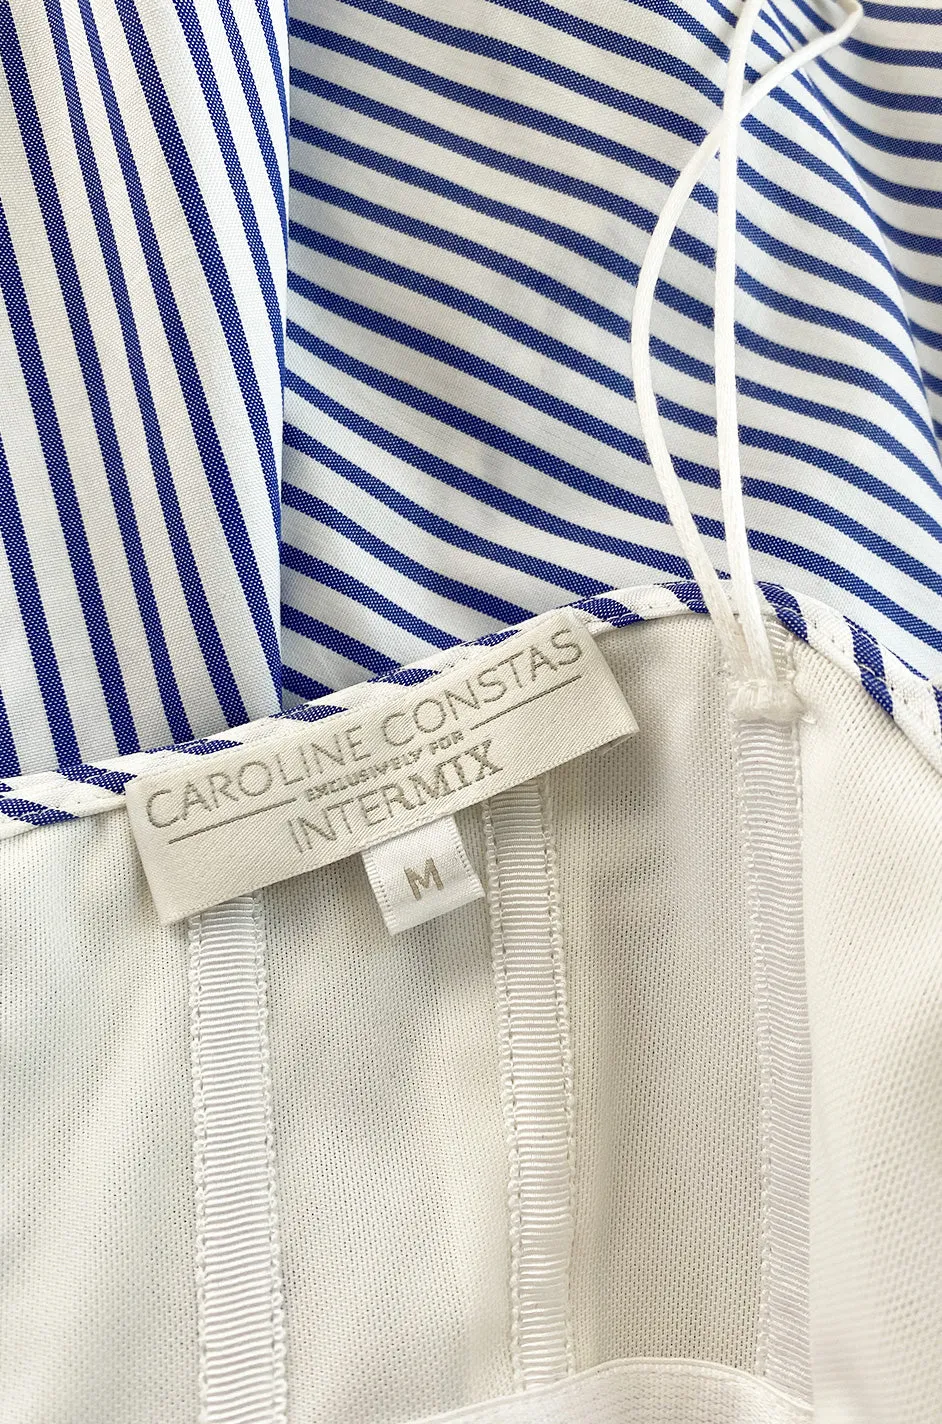 CAROLINE CONSTAS
EXCLUSIVELY FOR
INTERMIX
M